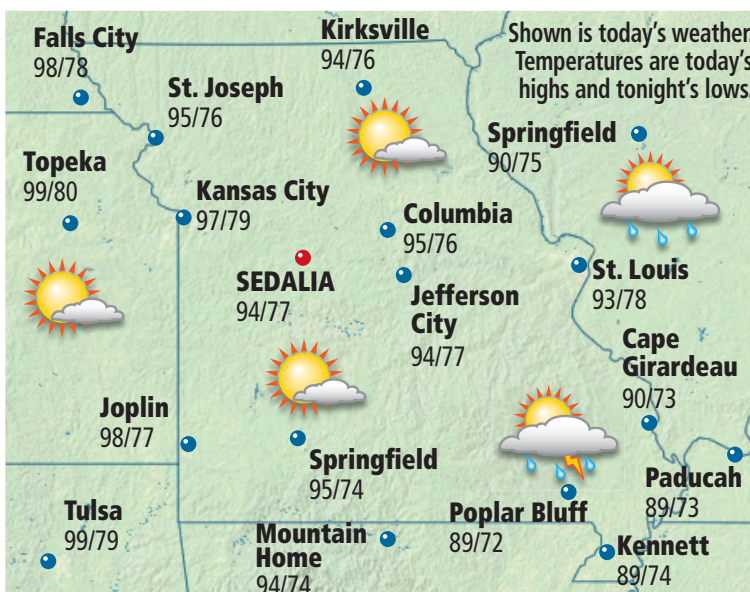 Shown is today's weather.
Temperatures are today's
highs and tonight's lows.
Falls City
98/78
Kirksville
94/76
St. Joseph
95/76
Springfield
90/75
Topeka
99/80
Kansas City
97/79
Columbia
95/76
SEDALIA
94/77
Jefferson
City
94/77
St. Louis
93/78
Cape
Girardeau
90/73
Joplin
98/77
Springfield
95/74
Paducah
89/73
Tulsa
99/79
Mountain
Home
94/74
Poplar Bluff
89/72
Kennett
89/74